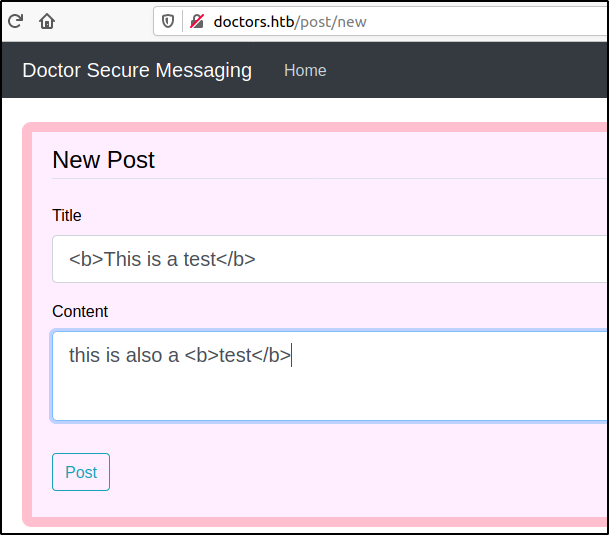 doctors.htb/post/new
Doctor Secure Messaging Home
New Post
Title
<b>This is a test</b>
Content
this is also a <b>test</b>
Post